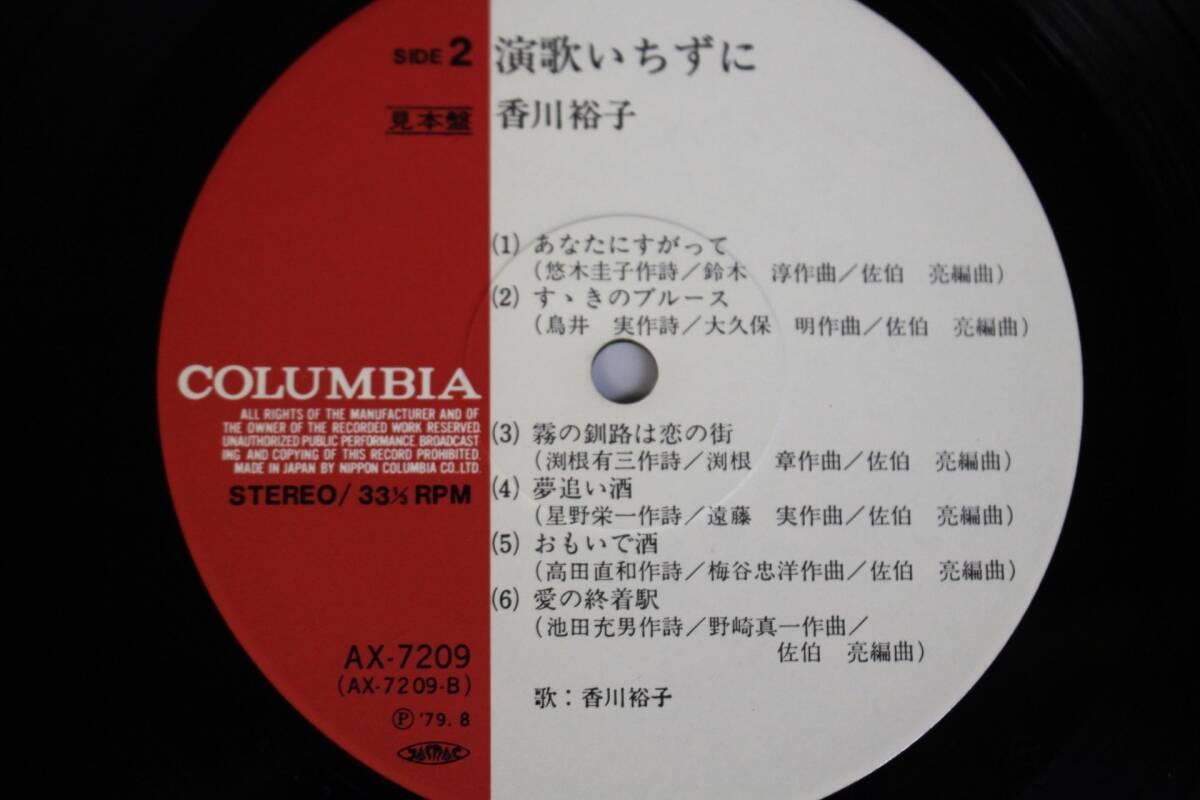 SIDE 2
見本盤
演歌いちずに
香川裕子
(1) あなたにすがって
(悠木圭子作詩/鈴木　淳作曲/佐伯　亮編曲)
(2) すゝきのブルース
(鳥井　実作詩/大久保　明作曲/佐伯　亮編曲)
(3) 霧の釧路は恋の街
(渕根有三作詩/渕根　章作曲/佐伯　亮編曲)
(4) 夢追い酒
(星野栄一作詩/遠藤　実作曲/佐伯　亮編曲)
(5) おもいで酒
(高田直和作詩/梅谷忠洋作曲/佐伯　亮編曲)
(6) 愛の終着駅
(池田充男作詩/野崎真一作曲/
佐伯　亮編曲)
歌：香川裕子
COLUMBIA
ALL RIGHTS OF THE MANUFACTURER AND OF
THE OWNER OF THE RECORDED WORK RESERVED.
UNAUTHORIZED PUBLIC PERFORMANCE. BROADCAST
ING AND COPYING OF THIS RECORD PROHIBITED.
MADE IN JAPAN BY NIPPON COLUMBIA CO.,LTD.
STEREO/ 33⅓ RPM
AX-7209
(AX-7209-B)
Ⓟ '79. 8
JASRAC